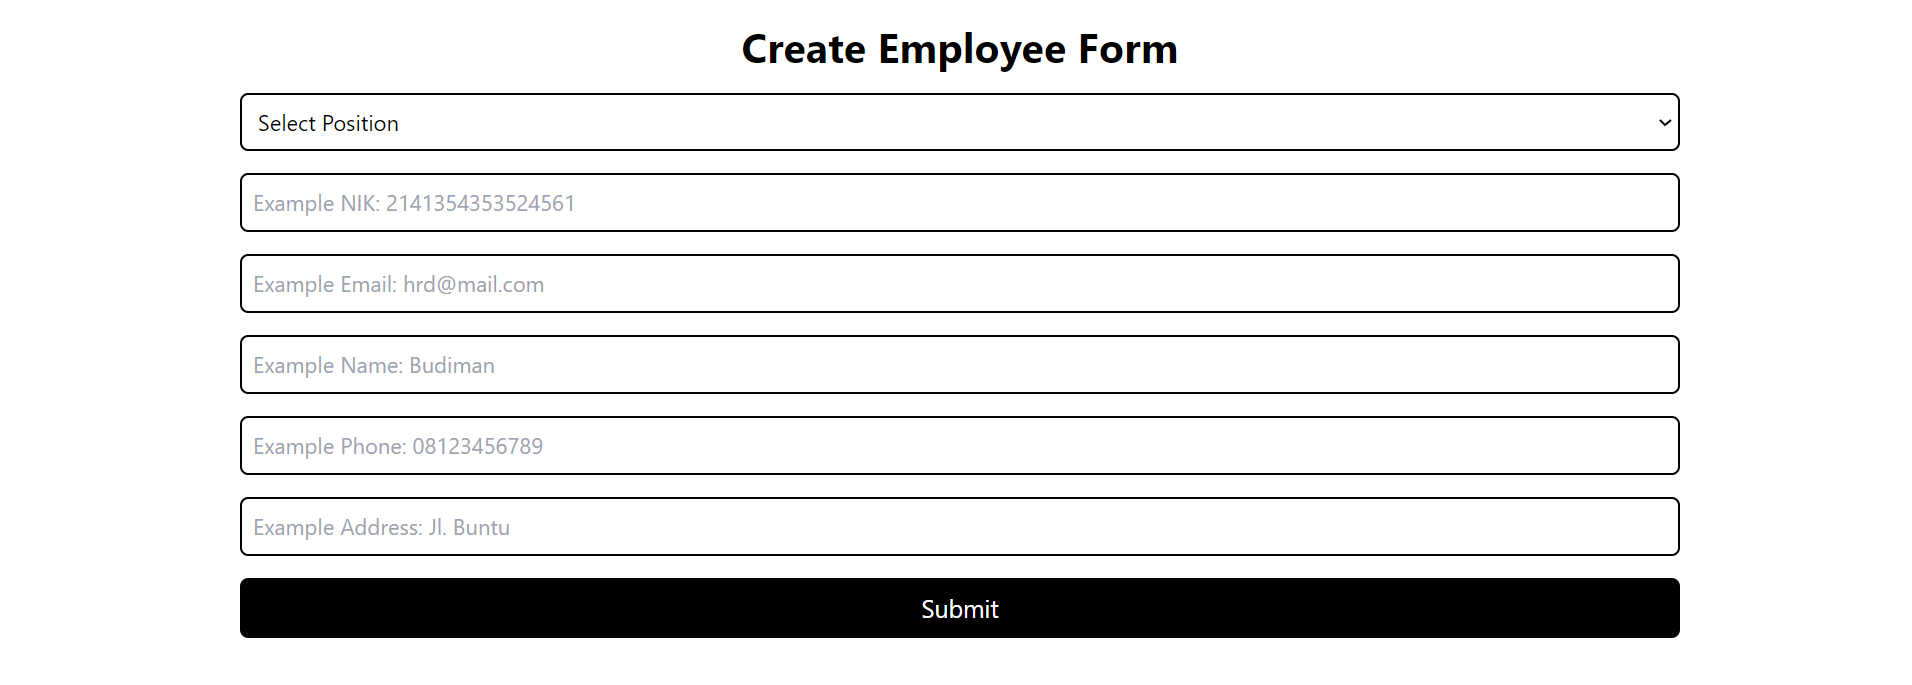 Create Employee Form
Select Position
Example NIK: 2141354353524561
Example Email: hrd@mail.com
Example Name: Budiman
Example Phone: 08123456789
Example Address: Jl. Buntu
Submit